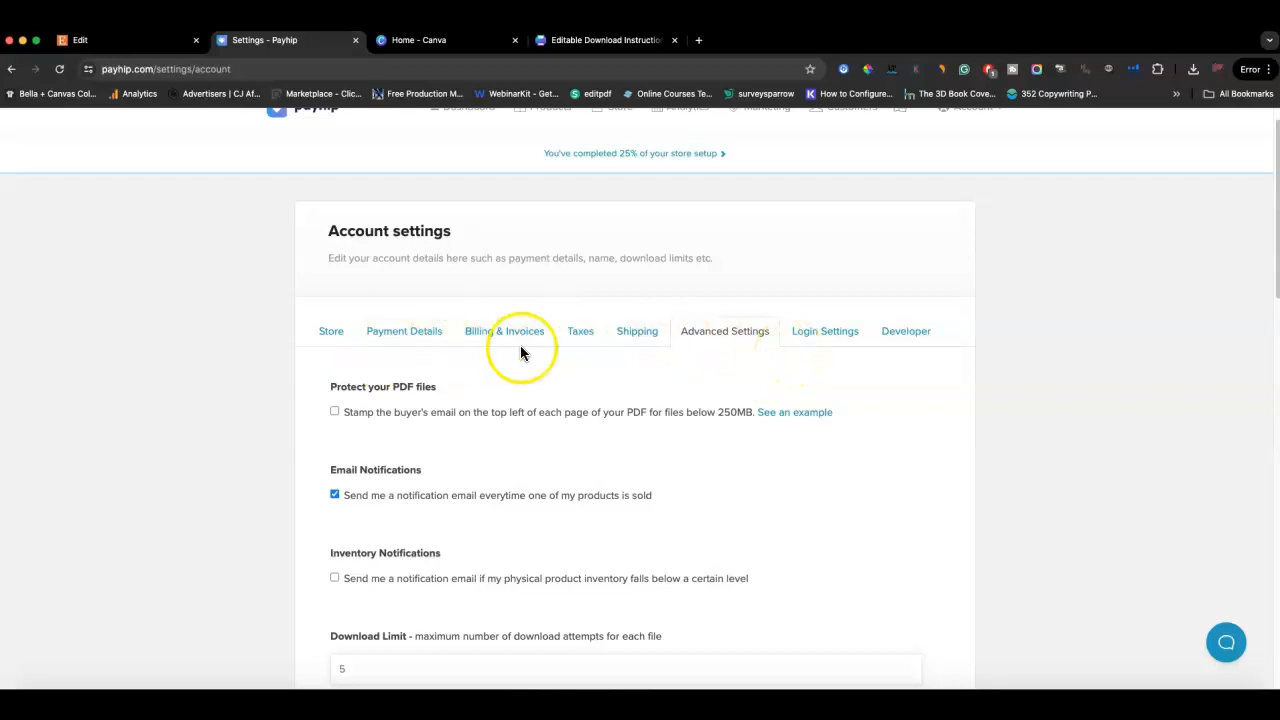 Edit
Settings - Payhip
Home - Canva
Editable Download Instructio
payhip.com/settings/account
Error
Bella + Canvas Col...
Analytics
Advertisers | CJ Af...
Marketplace - Clic...
Free Production M...
WebinarKit - Get...
editpdf
Online Courses Te...
surveysparrow
How to Configure...
The 3D Book Cove...
352 Copywriting P...
All Bookmarks
You've completed 25% of your store setup
Account settings
Edit your account details here such as payment details, name, download limits etc.
Store
Payment Details
Billing & Invoices
Taxes
Shipping
Advanced Settings
Login Settings
Developer
Protect your PDF files
Stamp the buyer's email on the top left of each page of your PDF for files below 250MB. See an example
Email Notifications
Send me a notification email everytime one of my products is sold
Inventory Notifications
Send me a notification email if my physical product inventory falls below a certain level
Download Limit - maximum number of download attempts for each file
5